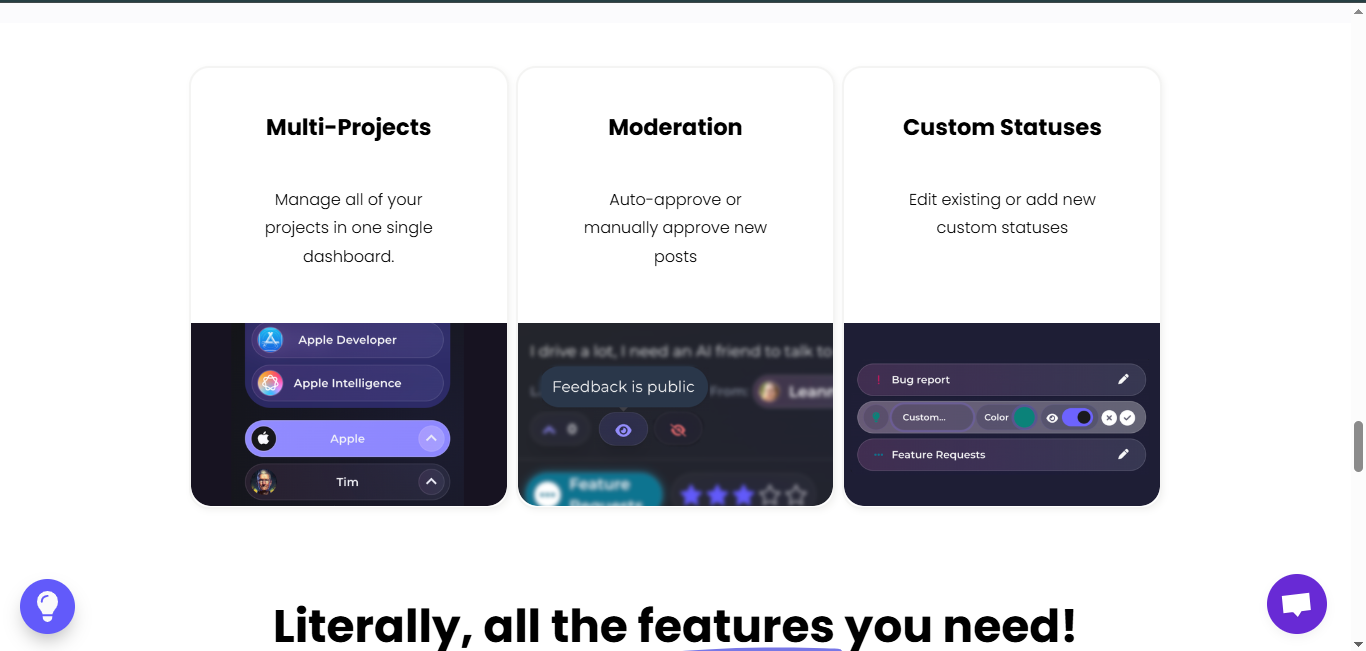 Multi-Projects
Manage all of your
projects in one single
dashboard.
Apple Developer
Apple Intelligence
Apple
Tim
Moderation
Auto-approve or
manually approve new
posts
I drive a lot, I need an AI friend to talk to
Feedback is public
From: Leann
0
Feature
Requests
Custom Statuses
Edit existing or add new
custom statuses
Bug report
Custom... Color
Feature Requests
Literally, all the features you need!